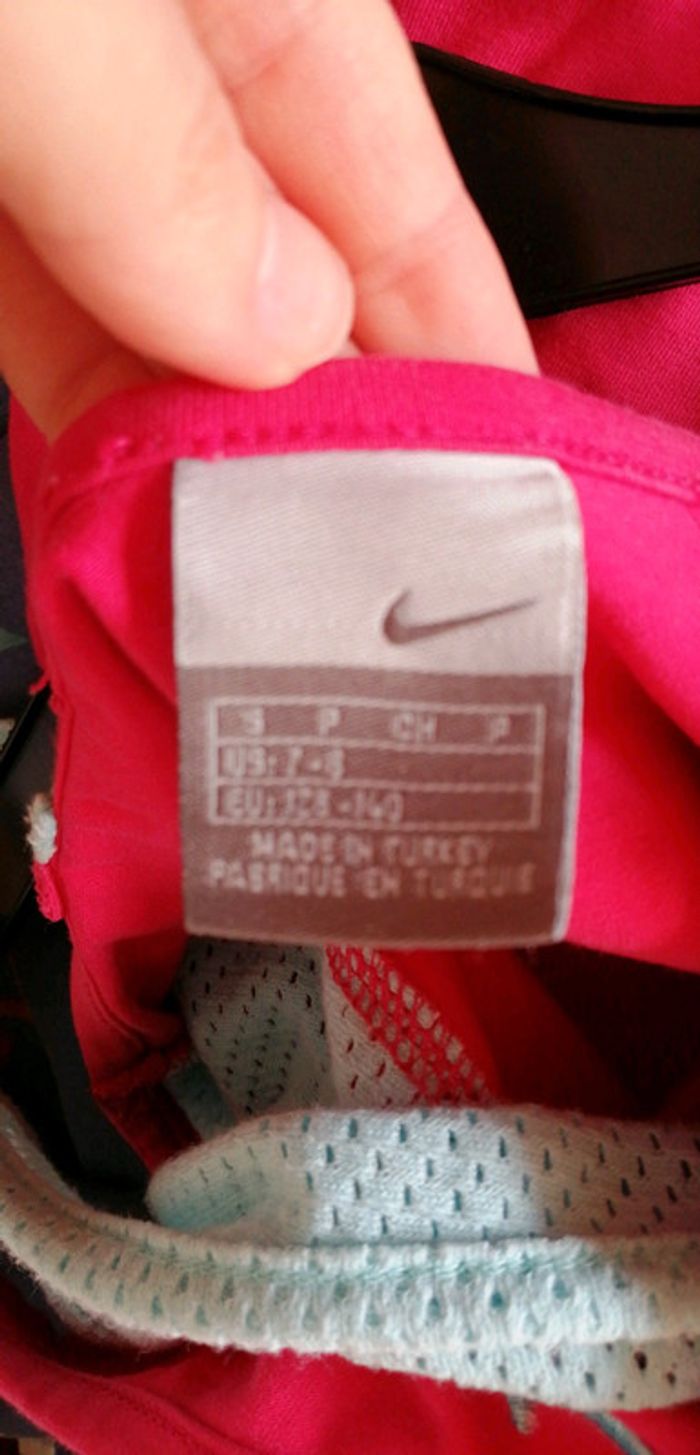 S P CH P
US: 7-8
EU: 128-140
MADE IN TURKEY
FABRIQUE EN TURQUIE